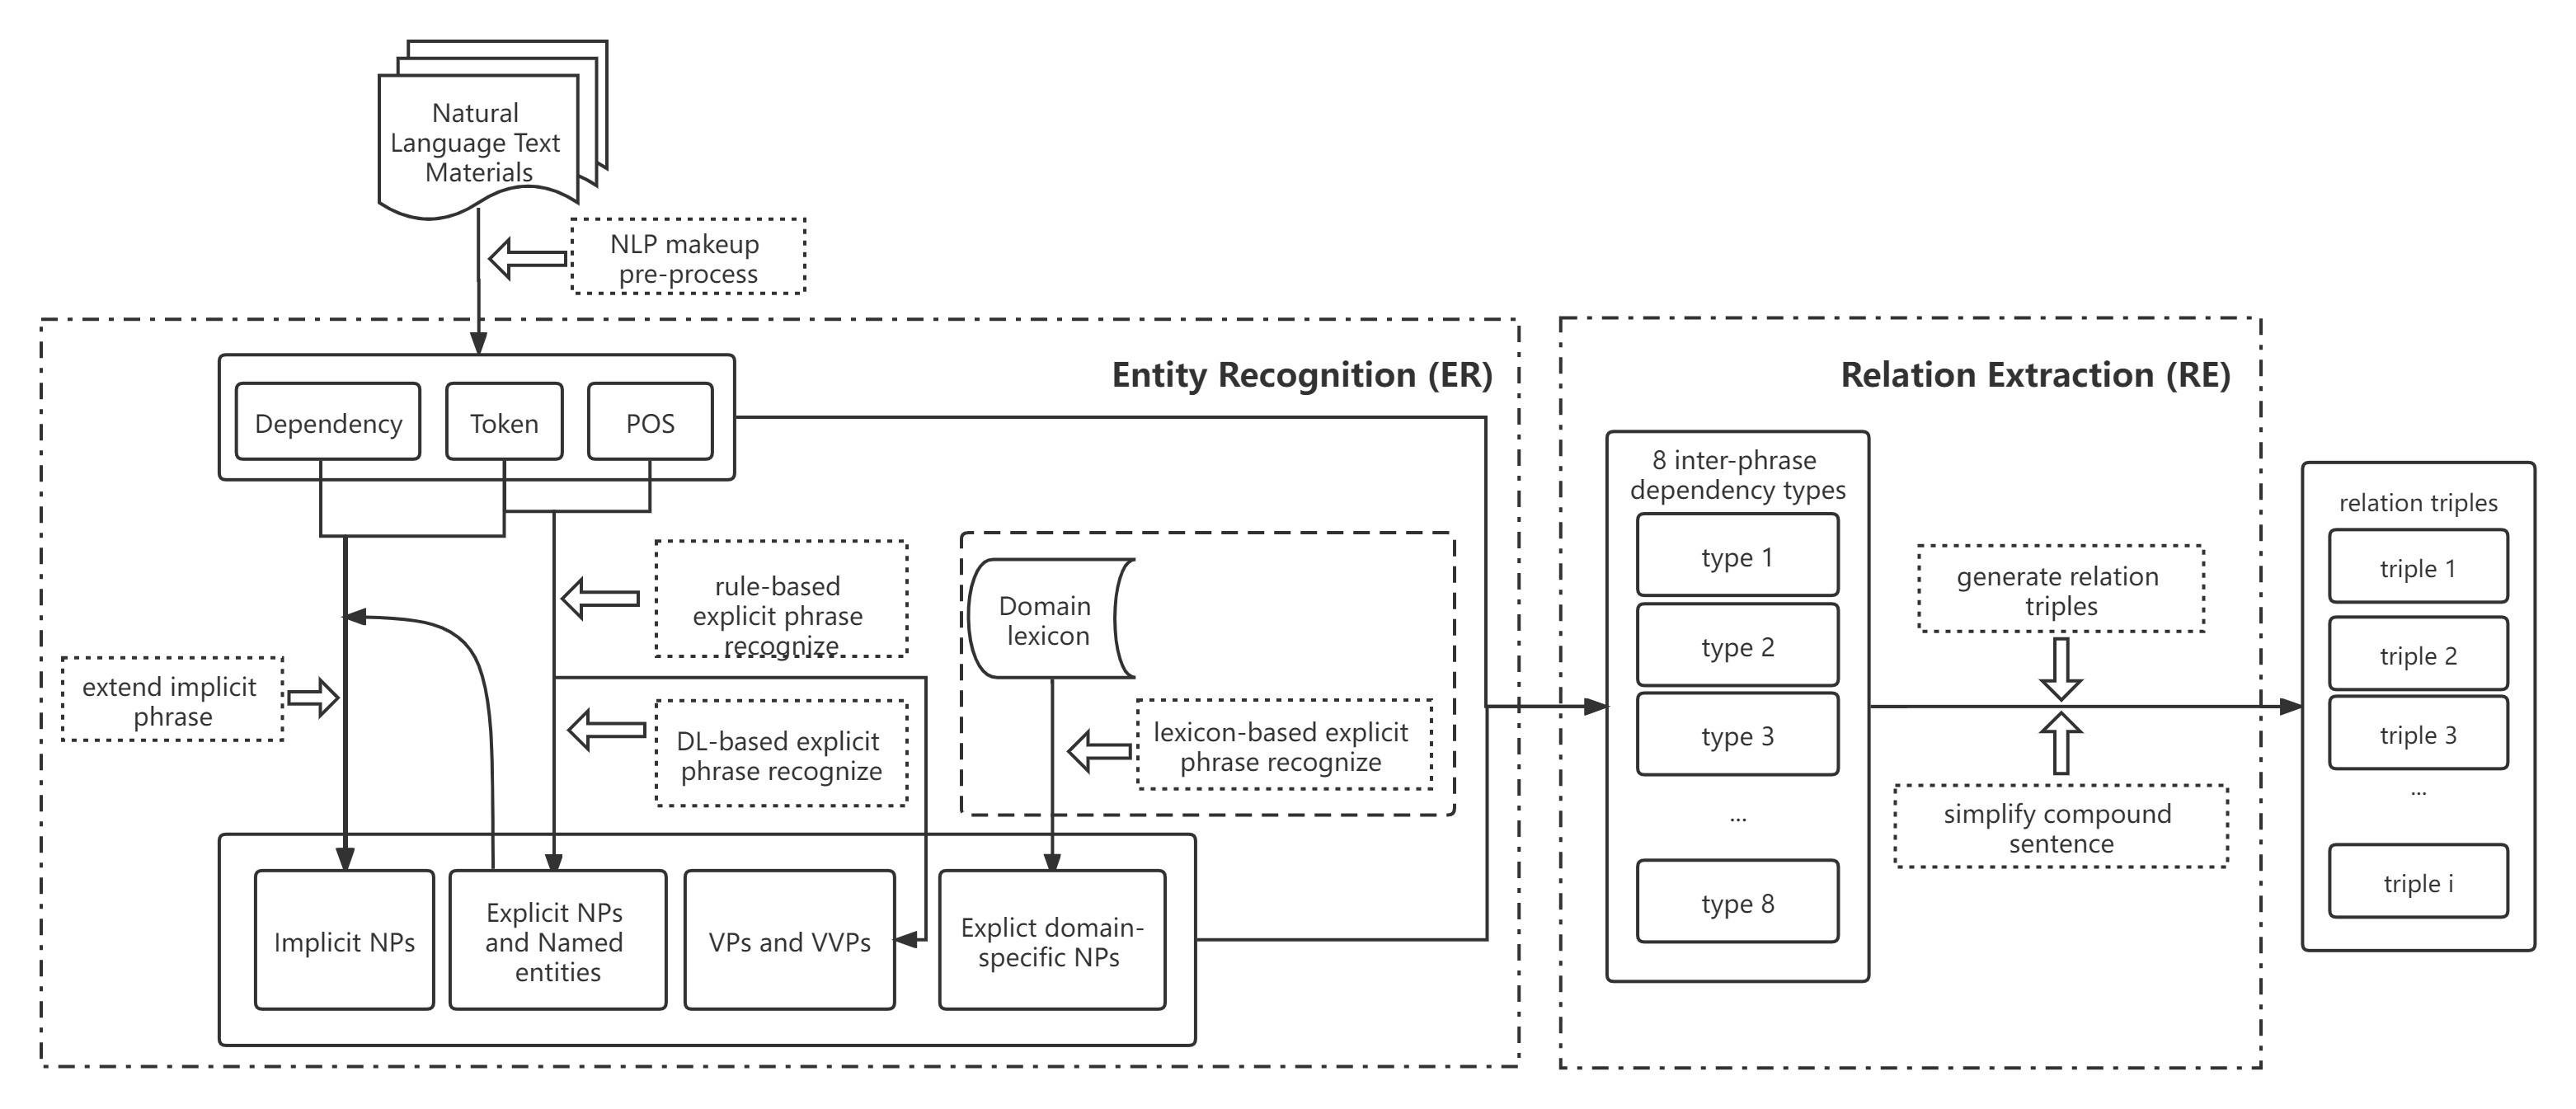 Natural
Language Text
Materials
NLP makeup
pre-process
Entity Recognition (ER)
Dependency
Token
POS
rule-based
explicit phrase
recognize
Domain
lexicon
extend implicit
phrase
DL-based explicit
phrase recognize
lexicon-based explicit
phrase recognize
Implicit NPs
Explicit NPs
and Named
entities
VPs and VVPs
Explict domain-
specific NPs
Relation Extraction (RE)
8 inter-phrase
dependency types
type 1
type 2
type 3
...
type 8
generate relation
triples
simplify compound
sentence
relation triples
triple 1
triple 2
triple 3
...
triple i